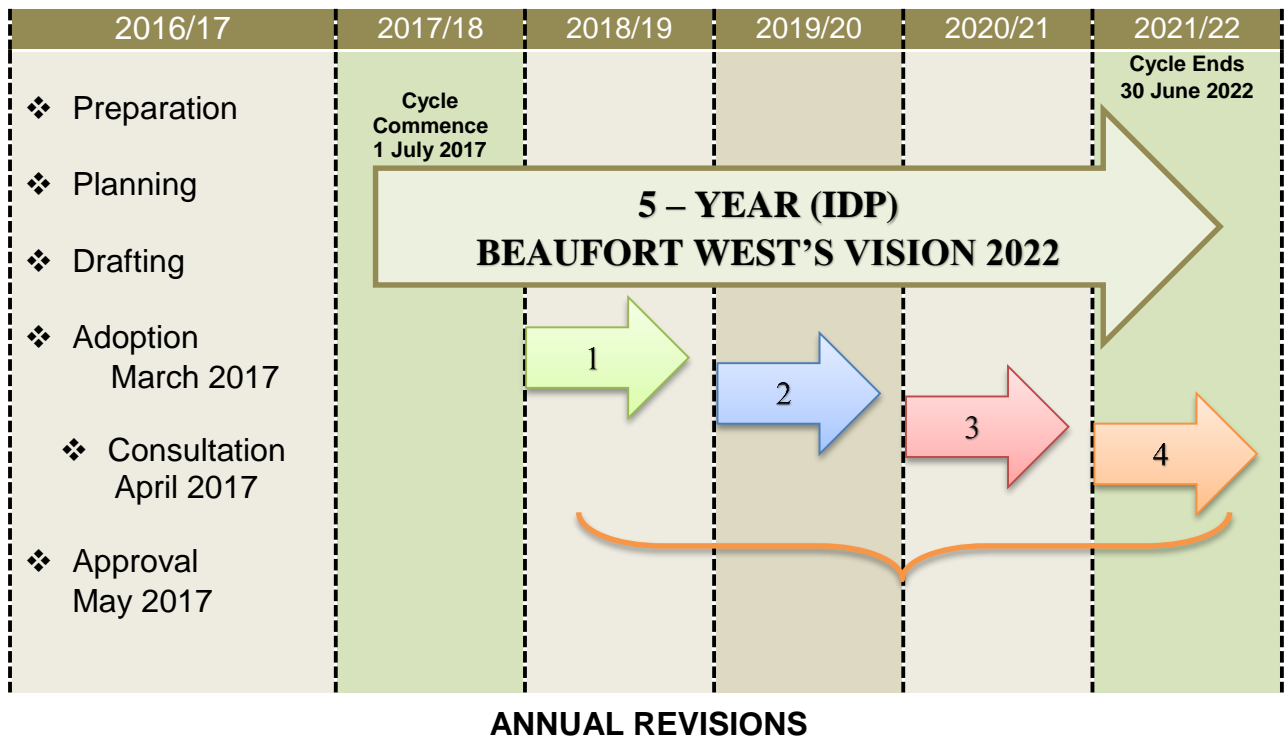 2016/17 2017/18 2018/19 2019/20 2020/21 2021/22
❖ Preparation
❖ Planning
❖ Drafting
❖ Adoption
March 2017
❖ Consultation
April 2017
❖ Approval
May 2017
Cycle
Commence
1 July 2017
Cycle Ends
30 June 2022
5 – YEAR (IDP)
BEAUFORT WEST’S VISION 2022
1
2
3
4
ANNUAL REVISIONS